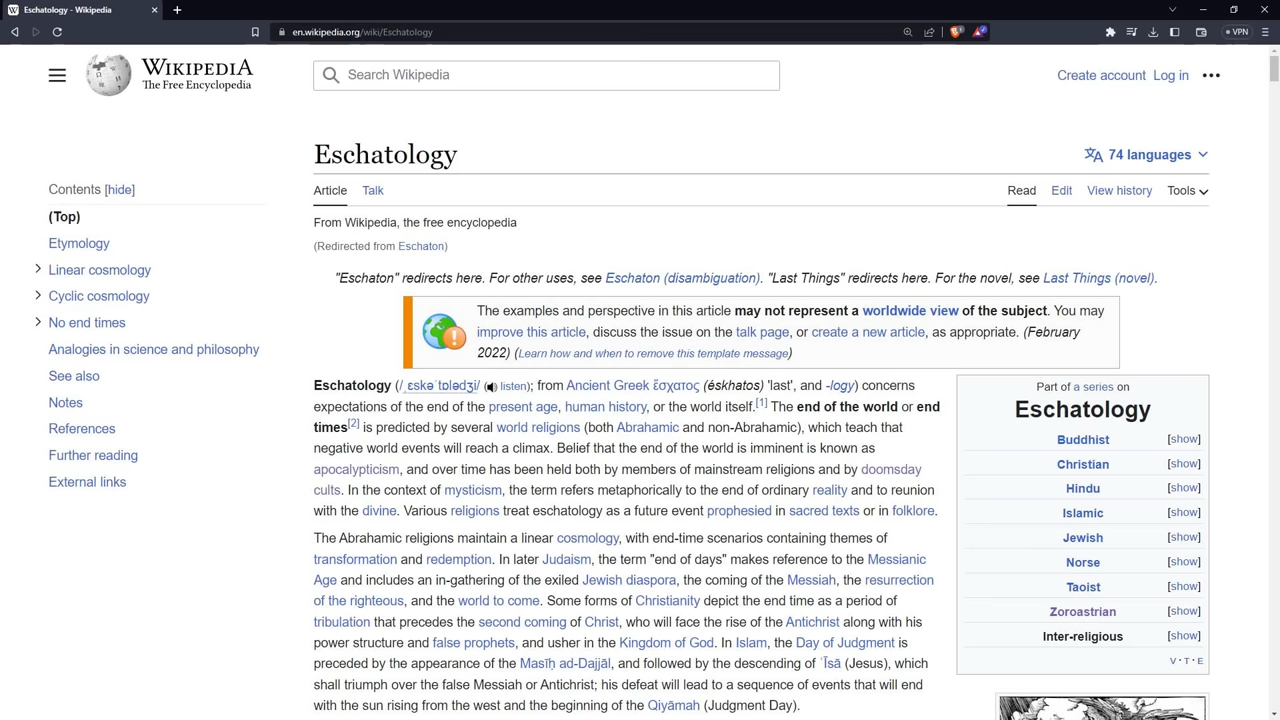 Eschatology - Wikipedia
en.wikipedia.org/wiki/Eschatology
VPN
WIKIPEDIA
The Free Encyclopedia
Search Wikipedia
Create account Log in
Eschatology
74 languages
Contents [hide]
(Top)
Etymology
Linear cosmology
Cyclic cosmology
No end times
Analogies in science and philosophy
See also
Notes
References
Further reading
External links
Article Talk
Read Edit View history Tools
From Wikipedia, the free encyclopedia
(Redirected from Eschaton)
"Eschaton" redirects here. For other uses, see Eschaton (disambiguation). "Last Things" redirects here. For the novel, see Last Things (novel).
The examples and perspective in this article may not represent a worldwide view of the subject. You may
improve this article, discuss the issue on the talk page, or create a new article, as appropriate. (February
2022) (Learn how and when to remove this template message)
Eschatology (/ˌɛskəˈtɒlədʒi/ (listen); from Ancient Greek ἔσχατος (éskhatos) 'last', and -logy) concerns
expectations of the end of the present age, human history, or the world itself.[1] The end of the world or end
times[2] is predicted by several world religions (both Abrahamic and non-Abrahamic), which teach that
negative world events will reach a climax. Belief that the end of the world is imminent is known as
apocalypticism, and over time has been held both by members of mainstream religions and by doomsday
cults. In the context of mysticism, the term refers metaphorically to the end of ordinary reality and to reunion
with the divine. Various religions treat eschatology as a future event prophesied in sacred texts or in folklore.
The Abrahamic religions maintain a linear cosmology, with end-time scenarios containing themes of
transformation and redemption. In later Judaism, the term "end of days" makes reference to the Messianic
Age and includes an in-gathering of the exiled Jewish diaspora, the coming of the Messiah, the resurrection
of the righteous, and the world to come. Some forms of Christianity depict the end time as a period of
tribulation that precedes the second coming of Christ, who will face the rise of the Antichrist along with his
power structure and false prophets, and usher in the Kingdom of God. In Islam, the Day of Judgment is
preceded by the appearance of the Masīḥ ad-Dajjāl, and followed by the descending of ʿĪsā (Jesus), which
shall triumph over the false Messiah or Antichrist; his defeat will lead to a sequence of events that will end
with the sun rising from the west and the beginning of the Qiyāmah (Judgment Day).
Part of a series on
Eschatology
Buddhist [show]
Christian [show]
Hindu [show]
Islamic [show]
Jewish [show]
Norse [show]
Taoist [show]
Zoroastrian [show]
Inter-religious [show]
V · T · E